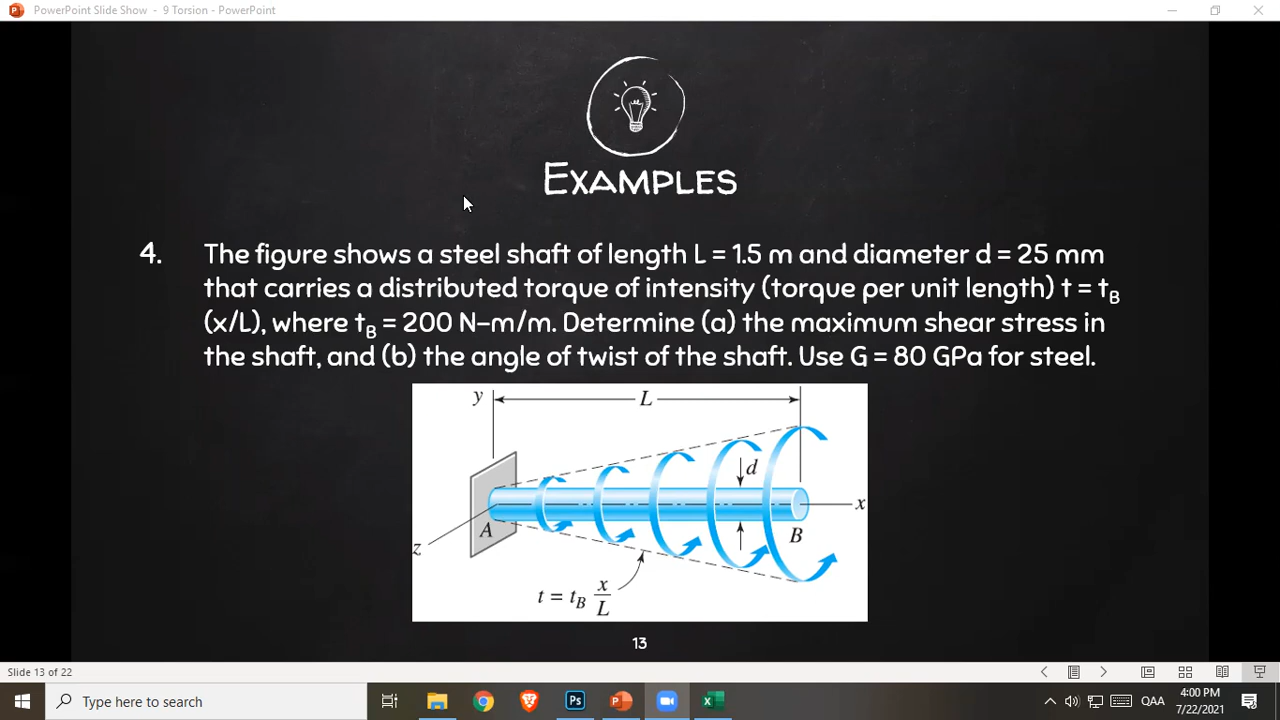 PowerPoint Slide Show - 9 Torsion - PowerPoint
EXAMPLES
4. The figure shows a steel shaft of length L = 1.5 m and diameter d = 25 mm
that carries a distributed torque of intensity (torque per unit length) t = tB
(x/L), where tB = 200 N-m/m. Determine (a) the maximum shear stress in
the shaft, and (b) the angle of twist of the shaft. Use G = 80 GPa for steel.
y
L
d
x
A
B
z
t = tB x/L
13
Slide 13 of 22
Type here to search
Ps
QAA
4:00 PM
7/22/2021